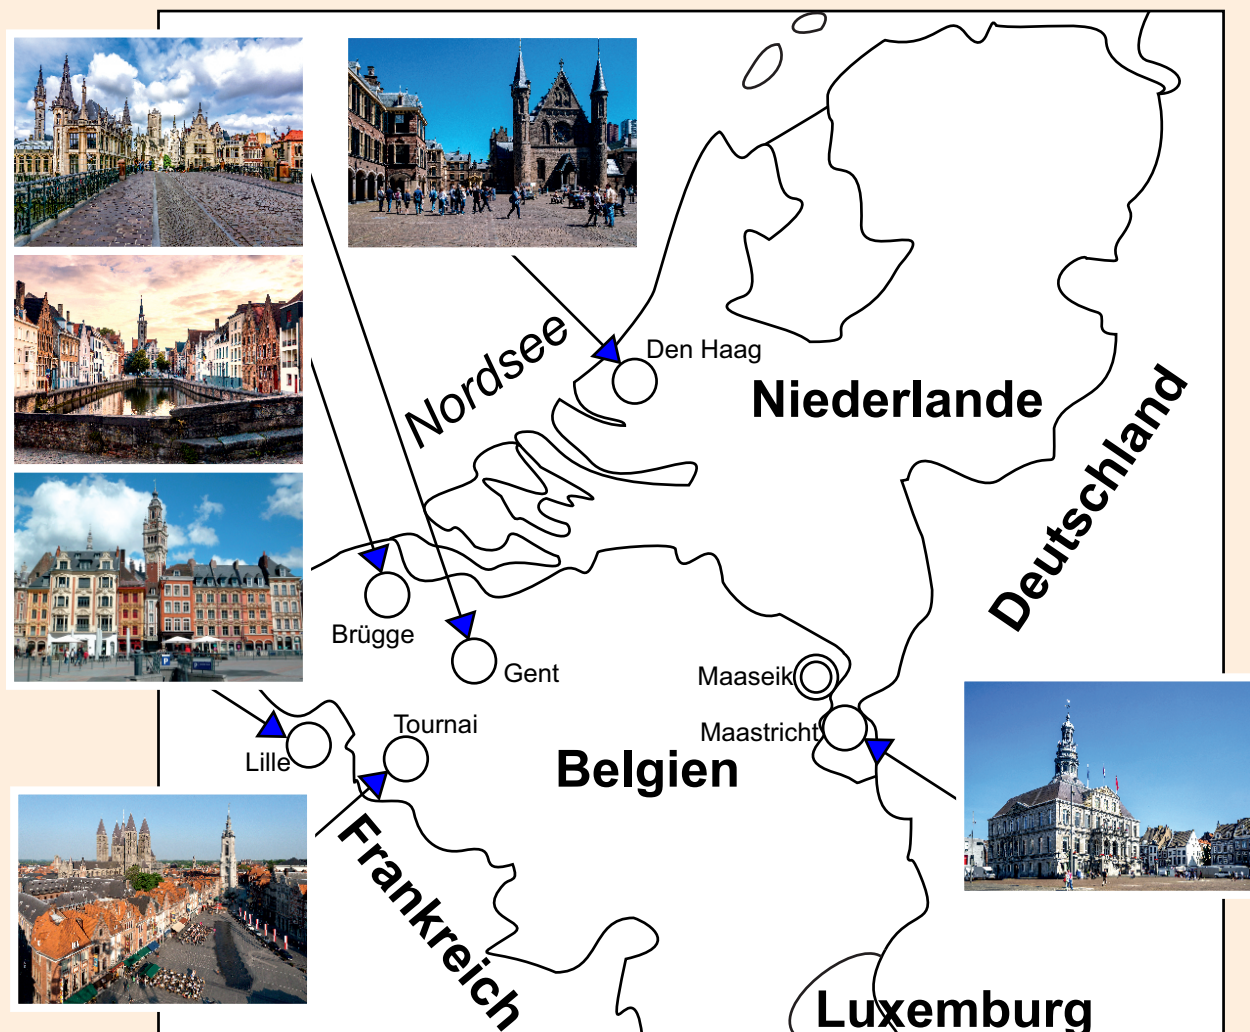 Nordsee
Den Haag
Niederlande
Deutschland
Brügge
Gent
Maaseik
Maastricht
Tournai
Lille
Belgien
Frankreich
Luxemburg